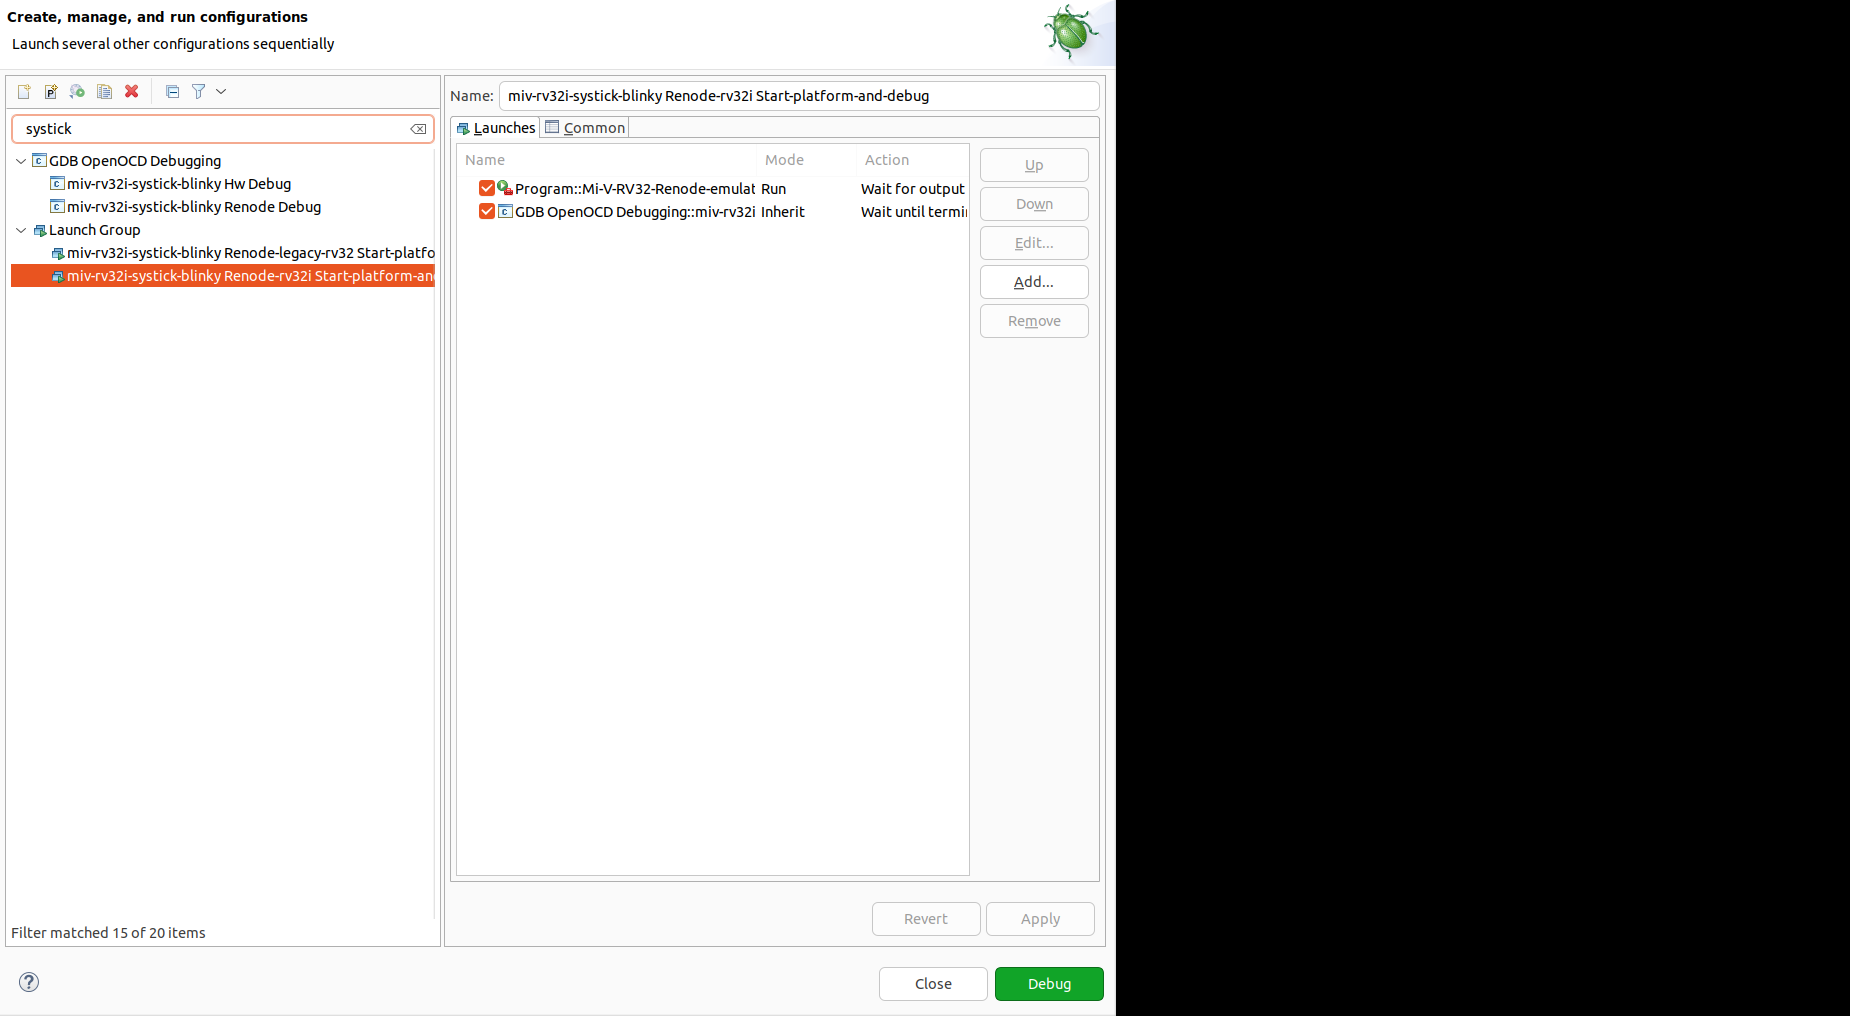 Create, manage, and run configurations
Launch several other configurations sequentially
systick
GDB OpenOCD Debugging
miv-rv32i-systick-blinky Hw Debug
miv-rv32i-systick-blinky Renode Debug
Launch Group
miv-rv32i-systick-blinky Renode-legacy-rv32 Start-platfo
miv-rv32i-systick-blinky Renode-rv32i Start-platform-an
Filter matched 15 of 20 items
Name: miv-rv32i-systick-blinky Renode-rv32i Start-platform-and-debug
Launches Common
Name Mode Action
Program::Mi-V-RV32-Renode-emulat Run Wait for output
GDB OpenOCD Debugging::miv-rv32i Inherit Wait until termi
Up
Down
Edit...
Add...
Remove
Revert Apply
? Close Debug